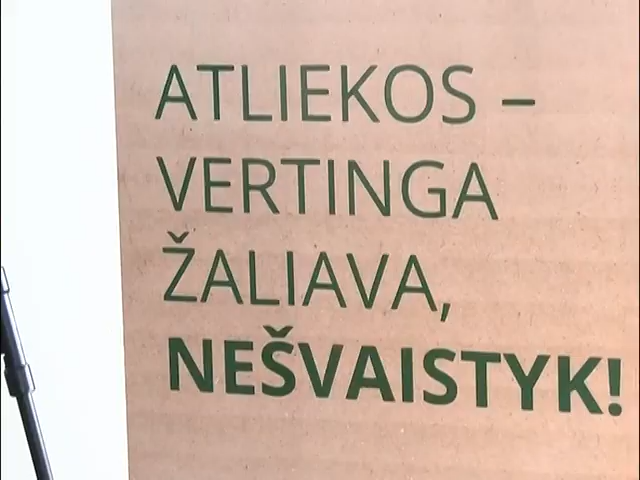 ATLIEKOS –
VERTINGA
ŽALIAVA,
NEŠVAISTYK!